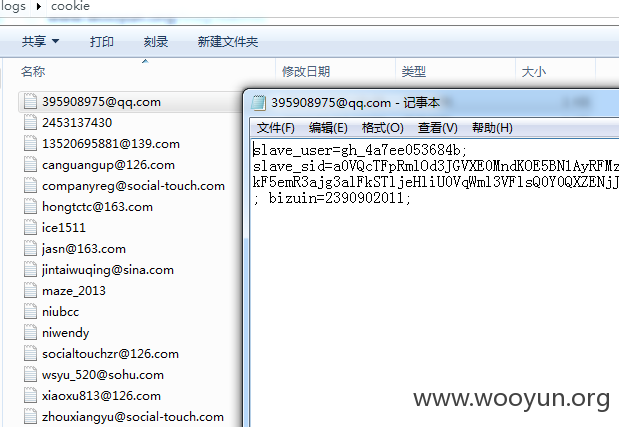 logs cookie
共享 打印 刻录 新建文件夹
名称 修改日期 类型 大小
395908975@qq.com
2453137430
13520695881@139.com
canguangup@126.com
companyreg@social-touch.com
hongtctc@163.com
ice1511
jasn@163.com
jintaiwuqing@sina.com
maze_2013
niubcc
niwendy
socialtouchzr@126.com
wsyu_520@sohu.com
xiaoxu813@126.com
zhouxiangyu@social-touch.com
395908975@qq.com - 记事本
文件(F) 编辑(E) 格式(O) 查看(V) 帮助(H)
slave_user=gh_4a7ee053684b;
; bizuin=2390902011;
www.wooyun.org